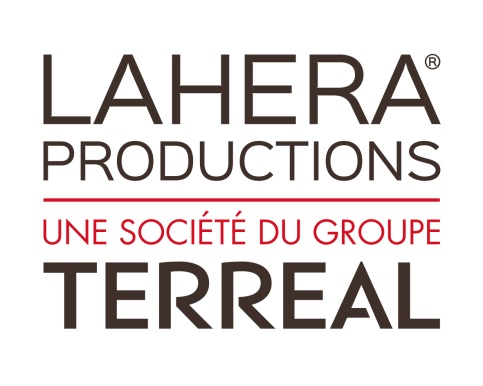 LAHERA®
PRODUCTIONS
UNE SOCIÉTÉ DU GROUPE
TERREAL